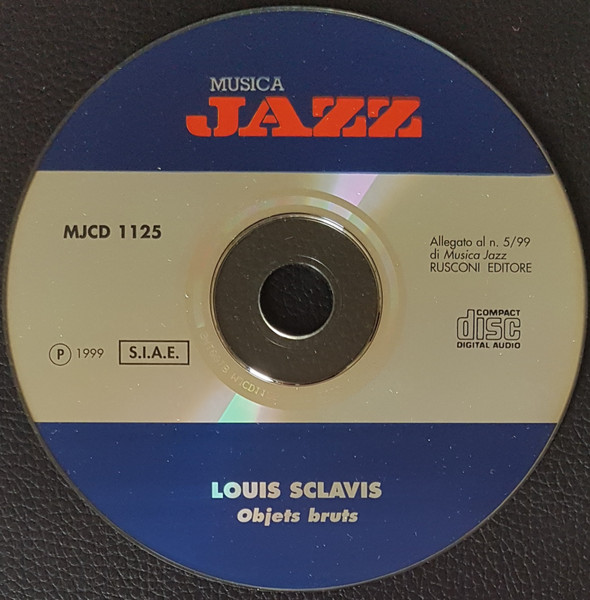 MUSICA
JAZZ
MJCD 1125
Allegato al n. 5/99
di Musica Jazz
RUSCONI EDITORE
COMPACT
disc
DIGITAL AUDIO
P 1999
S.I.A.E.
LOUIS SCLAVIS
Objets bruts